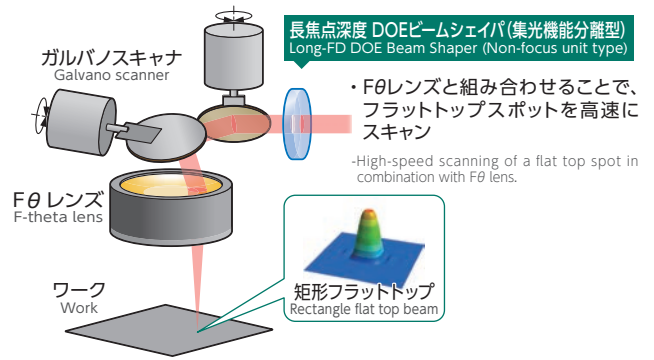 長焦点深度 DOEビームシェイパ(集光機能分離型)
Long-FD DOE Beam Shaper (Non-focus unit type)
ガルバノスキャナ
Galvano scanner
・Fθレンズと組み合わせることで、
フラットトップスポットを高速に
スキャン
-High-speed scanning of a flat top spot in
combination with Fθ lens.
Fθ レンズ
F-theta lens
ワーク
Work
矩形フラットトップ
Rectangle flat top beam